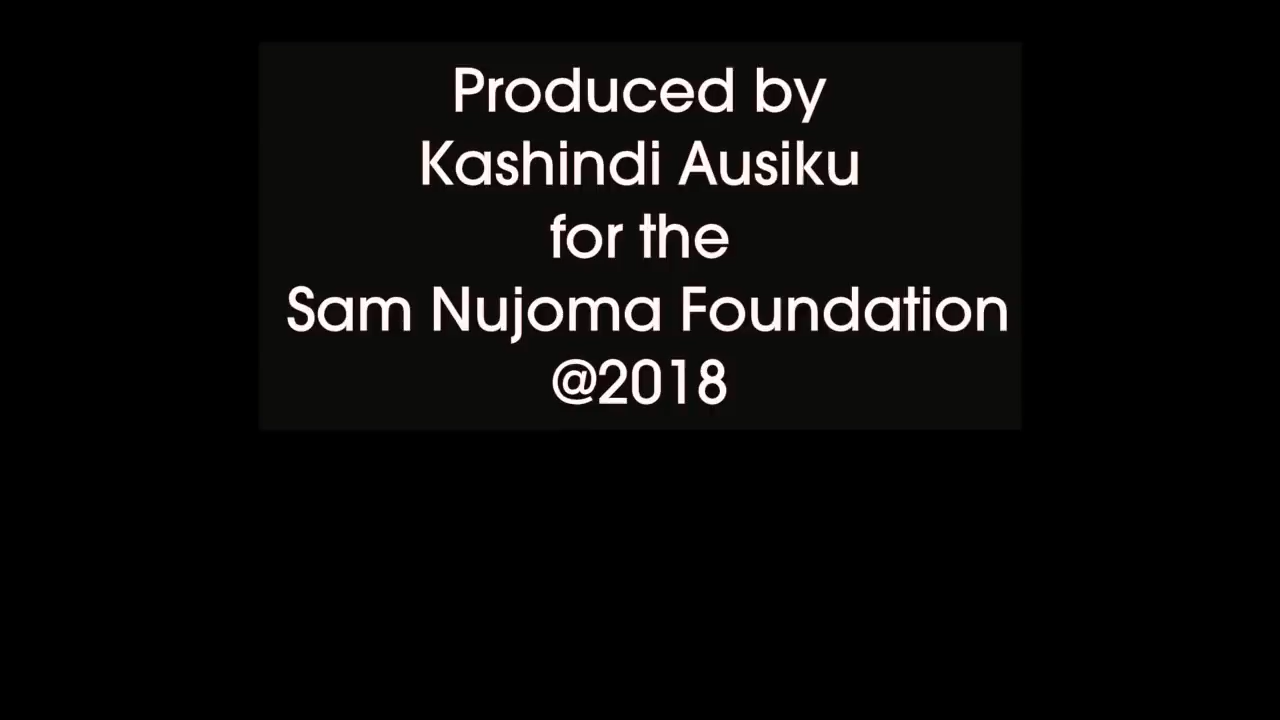 Produced by
Kashindi Ausiku
for the
Sam Nujoma Foundation
@2018